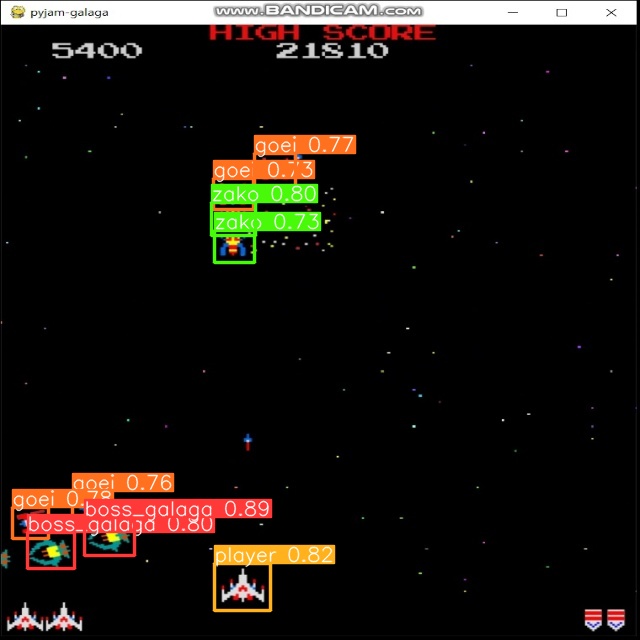 pyjam-galaga
www.BANDICAM.com
HIGH SCORE
5400 21810
goei 0.77
goei 0.73
zako 0.80
zako 0.73
goei 0.76
goei 0.78
boss_galaga 0.89
boss_galaga 0.80
player 0.82